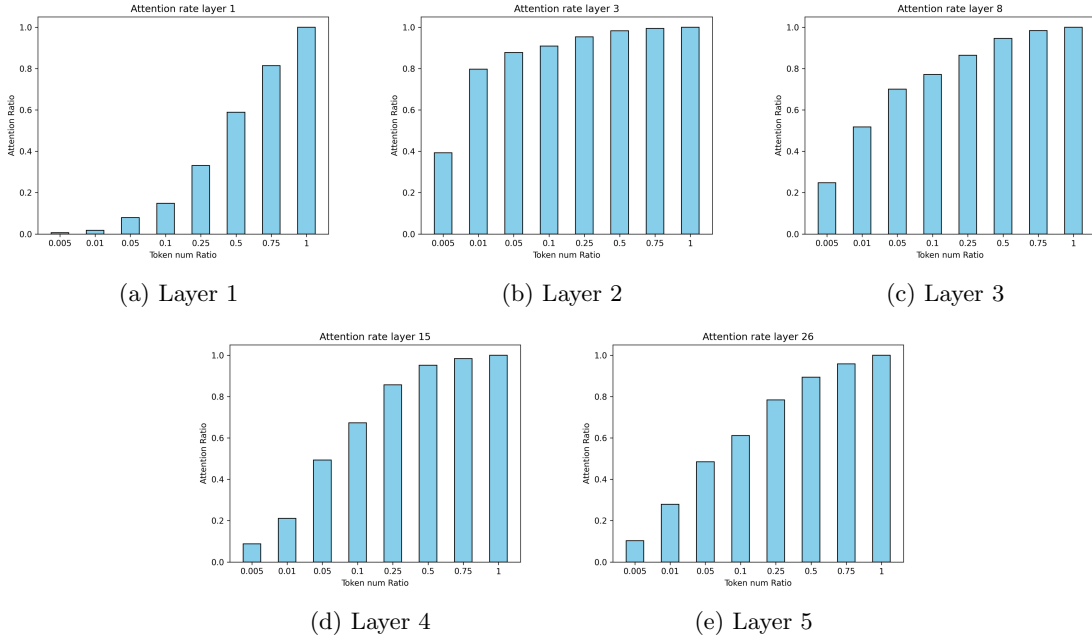 Attention rate layer 1
Attention Ratio
1.0
0.8
0.6
0.4
0.2
0.0
0.005 0.01 0.05 0.1 0.25 0.5 0.75 1
Token num Ratio
(a) Layer 1
Attention rate layer 3
Attention Ratio
1.0
0.8
0.6
0.4
0.2
0.0
0.005 0.01 0.05 0.1 0.25 0.5 0.75 1
Token num Ratio
(b) Layer 2
Attention rate layer 8
Attention Ratio
1.0
0.8
0.6
0.4
0.2
0.0
0.005 0.01 0.05 0.1 0.25 0.5 0.75 1
Token num Ratio
(c) Layer 3
Attention rate layer 15
Attention Ratio
1.0
0.8
0.6
0.4
0.2
0.0
0.005 0.01 0.05 0.1 0.25 0.5 0.75 1
Token num Ratio
(d) Layer 4
Attention rate layer 26
Attention Ratio
1.0
0.8
0.6
0.4
0.2
0.0
0.005 0.01 0.05 0.1 0.25 0.5 0.75 1
Token num Ratio
(e) Layer 5